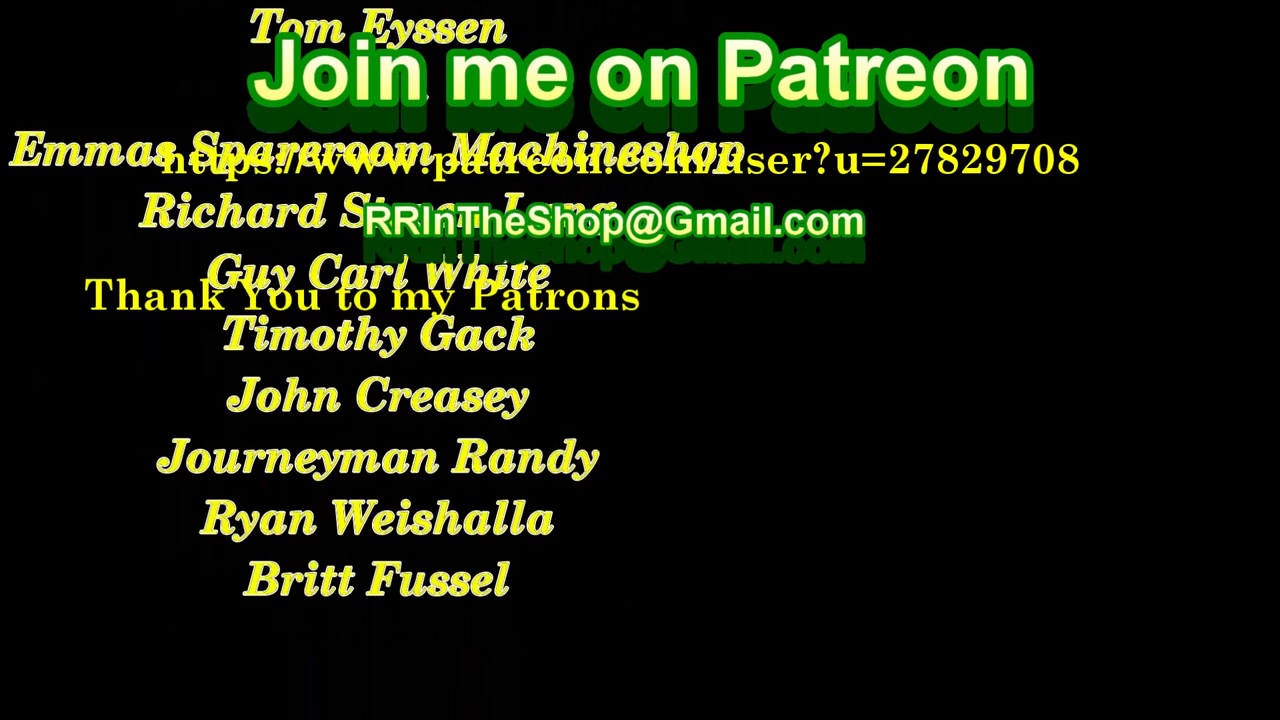 Tom Eyssen
Join me on Patreon
Emmas Spareroom Machineshop
https://www.patreon.com/user?u=27829708
Richard
RRInTheShop@Gmail.com
Guy Carl White
Thank You to my Patrons
Timothy Gack
John Creasey
Journeyman Randy
Ryan Weishalla
Britt Fussel